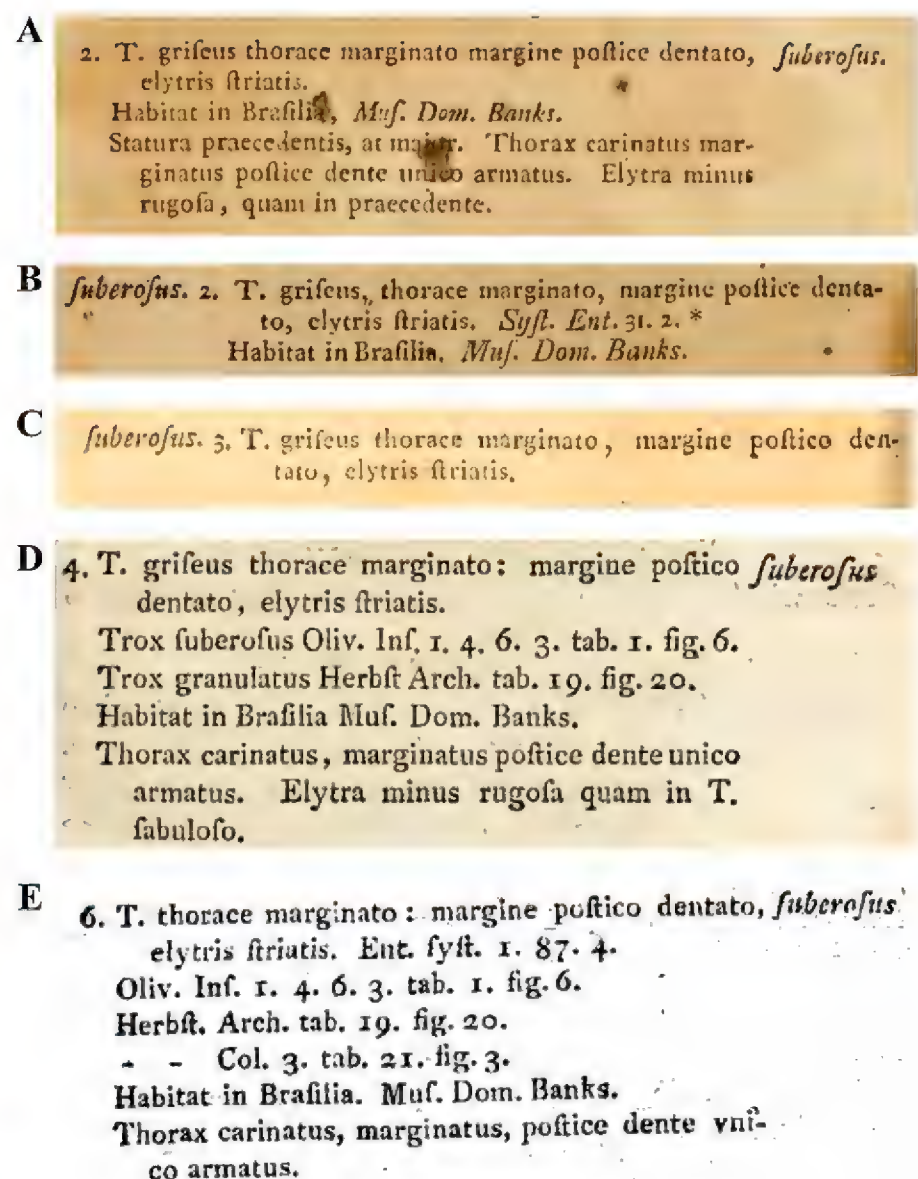 A
2. T. griſeus thorace marginato margine poſtice dentato, ſuberoſus.
elytris ſtriatis.
Habitat in Braſilia, Muſ. Dom. Banks.
Statura praecedentis, at major. Thorax carinatus mar-
ginatus poſtice dente unico armatus. Elytra minus
rugoſa, quam in praecedente.
B
ſuberoſus. 2. T. griſeus, thorace marginato, margine poſtice denta-
to, elytris ſtriatis. Syſt. Ent. 31. 2. *
Habitat in Braſilia. Muſ. Dom. Banks.
C
ſuberoſus. 3. T. griſeus thorace marginato, margine poſtico den-
tato, elytris ſtriatis.
D
4. T. griſeus thorace marginato: margine poſtico ſuberoſus
dentato, elytris ſtriatis.
Trox ſuberoſus Oliv. Inſ. 1. 4. 6. 3. tab. 1. fig. 6.
Trox granulatus Herbſt Arch. tab. 19. fig. 20.
Habitat in Braſilia Muſ. Dom. Banks.
Thorax carinatus, marginatus poſtice dente unico
armatus. Elytra minus rugoſa quam in T.
ſabuloſo.
E
6. T. thorace marginato: margine poſtico dentato, ſuberoſus
elytris ſtriatis. Ent. ſyſt. 1. 87. 4.
Oliv. Inſ. 1. 4. 6. 3. tab. 1. fig. 6.
Herbſt. Arch. tab. 19. fig. 20.
- - Col. 3. tab. 21. fig. 3.
Habitat in Braſilia. Muſ. Dom. Banks.
Thorax carinatus, marginatus, poſtice dente vni-
co armatus.